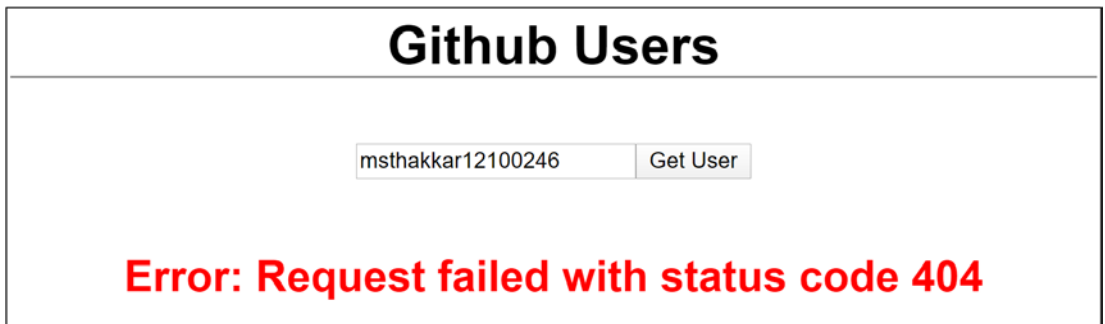 Github Users
msthakkar12100246 Get User
Error: Request failed with status code 404